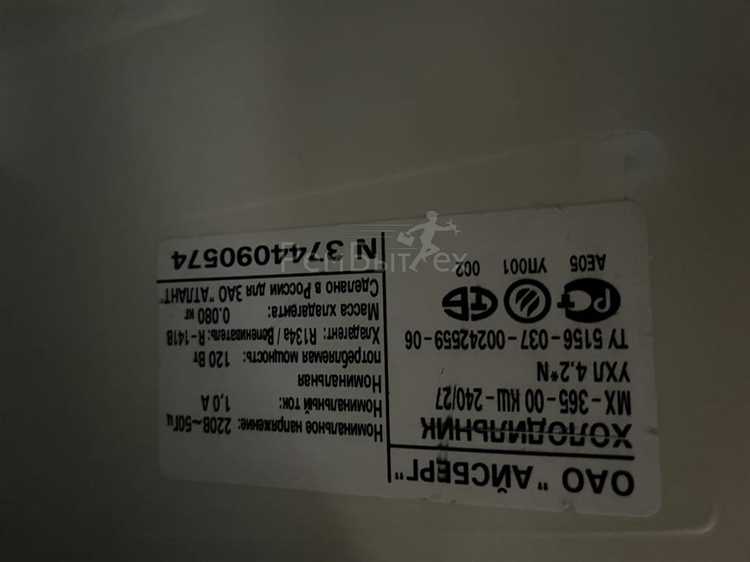 ОАО "АЙСБЕРГ"
ХОЛОДИЛЬНИК
МХ-365-00 КШ-240/27
УХЛ 4,2*N
ТУ 5156-037-00242559-06
АЕ05 УП001 002
Номинальное напряжение: 220В~50Гц
Номинальный ток: 1,0 А
Номинальная
потребляемая мощность: 120 Вт
Хладагент: R134a / Вспениватель: R-141B
Масса хладагента: 0.080 кг
Сделано в России для ЗАО "АТЛАНТ"
N 3744090574
РемБытТех